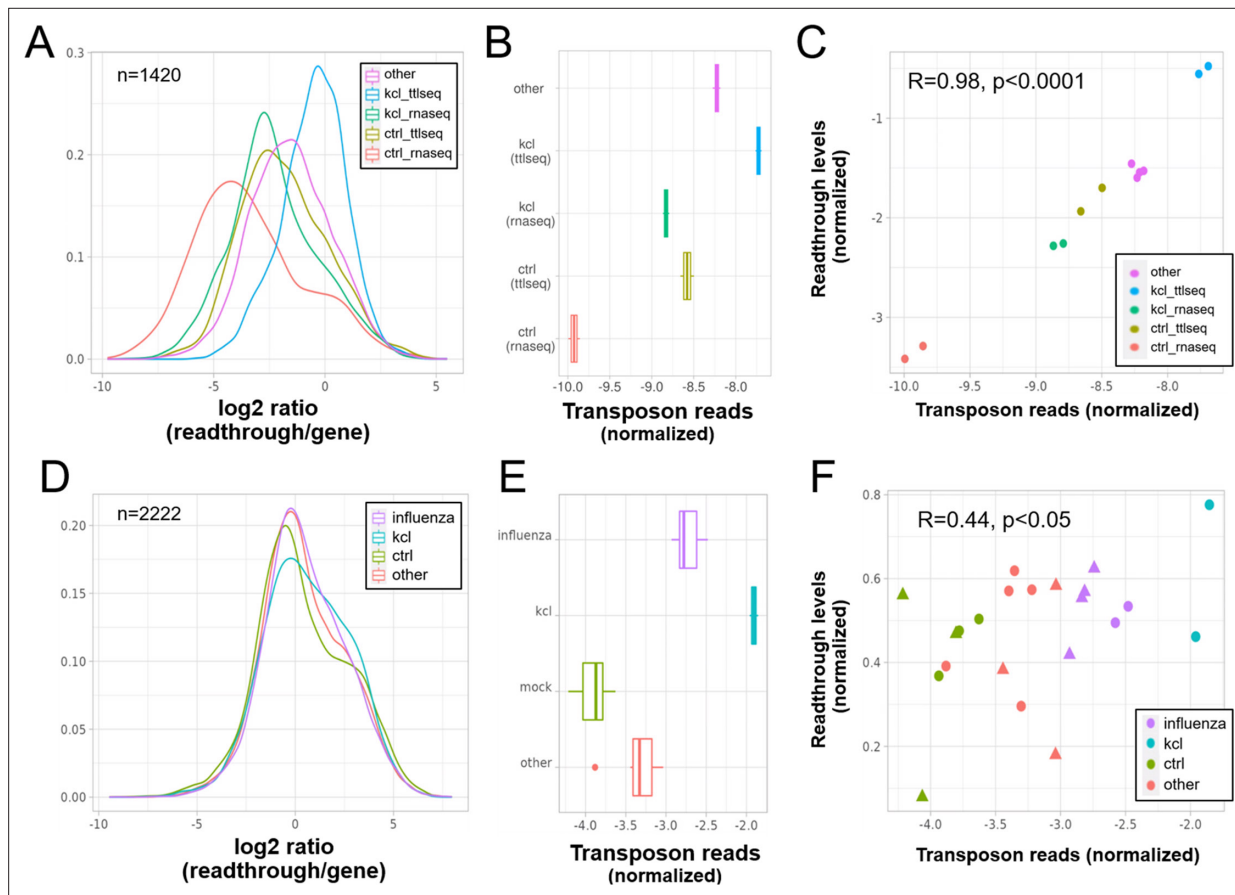 A
0.3
0.2
0.1
0.0
n=1420
other
kcl_ttlseq
kcl_rnaseq
ctrl_ttlseq
ctrl_rnaseq
-10
-5
0
5
log2 ratio
(readthrough/gene)
B
other
kcl
(ttlseq)
kcl
(rnaseq)
ctrl
(ttlseq)
ctrl
(rnaseq)
-10.0
-9.5
-9.0
-8.5
-8.0
Transposon reads
(normalized)
C
R=0.98, p<0.0001
Readthrough levels
(normalized)
-1
-2
-3
other
kcl_ttlseq
kcl_rnaseq
ctrl_ttlseq
ctrl_rnaseq
-10.0
-9.5
-9.0
-8.5
-8.0
Transposon reads (normalized)
D
n=2222
0.20
0.15
0.10
0.05
0.00
influenza
kcl
ctrl
other
-10
-5
0
5
log2 ratio
(readthrough/gene)
E
influenza
kcl
mock
other
-4.0
-3.5
-3.0
-2.5
-2.0
Transposon reads
(normalized)
F
R=0.44, p<0.05
Readthrough levels
(normalized)
0.8
0.6
0.4
0.2
influenza
kcl
ctrl
other
-4.0
-3.5
-3.0
-2.5
-2.0
Transposon reads (normalized)